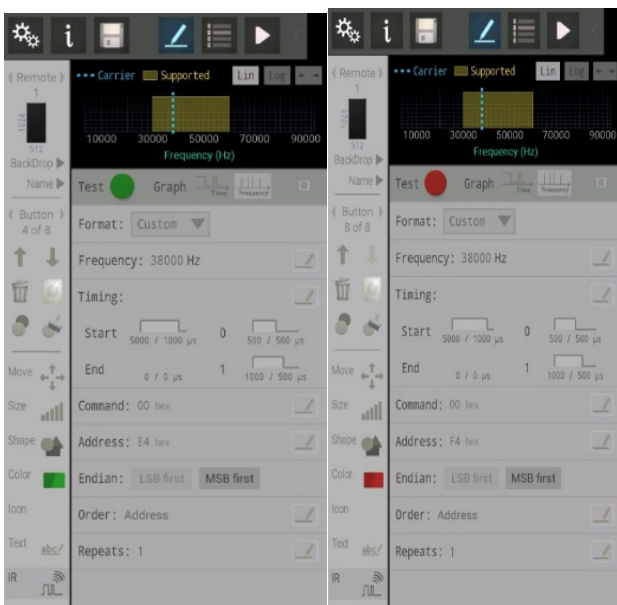 i
《 Remote 》
1
1024
512
BackDrop ▶
Name ▶
《 Button 》
4 of 8
Move
Size
Shape
Color
Icon
Text abc/
IR
Carrier Supported Lin Log
10000 30000 50000 70000 90000
Frequency (Hz)
Test Graph Time Frequency
Format: Custom
Frequency: 38000 Hz
Timing:
Start 5000 / 1000 µs 0 500 / 500 µs
End 0 / 0 µs 1 1000 / 500 µs
Command: 00 hex
Address: E4 hex
Endian: LSB first MSB first
Order: Address
Repeats: 1
i
《 Remote 》
1
1024
512
BackDrop ▶
Name ▶
《 Button 》
8 of 8
Move
Size
Shape
Color
Icon
Text abc/
IR
Carrier Supported Lin Log
10000 30000 50000 70000 90000
Frequency (Hz)
Test Graph Time Frequency
Format: Custom
Frequency: 38000 Hz
Timing:
Start 5000 / 1000 µs 0 500 / 500 µs
End 0 / 0 µs 1 1000 / 500 µs
Command: 00 hex
Address: F4 hex
Endian: LSB first MSB first
Order: Address
Repeats: 1